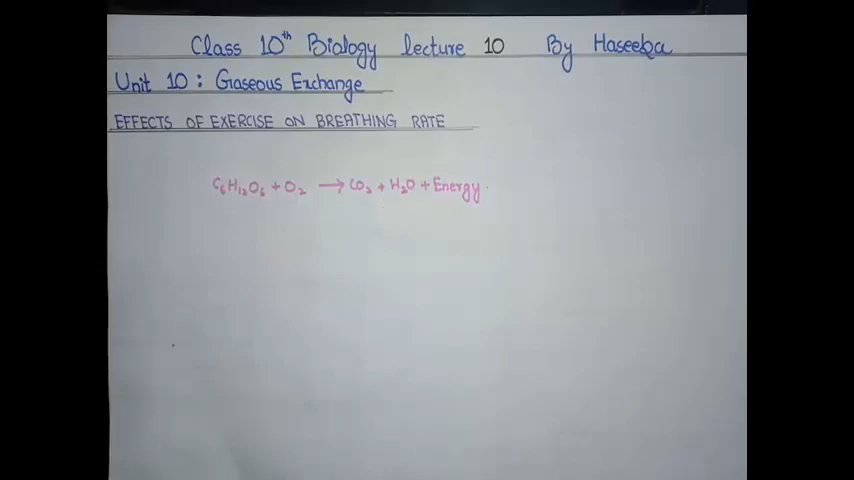 Class 10th Biology lecture 10 By Haseeba
Unit 10 : Gaseous Exchange
EFFECTS OF EXERCISE ON BREATHING RATE
C₆H₁₂O₆ + O₂ → CO₂ + H₂O + Energy